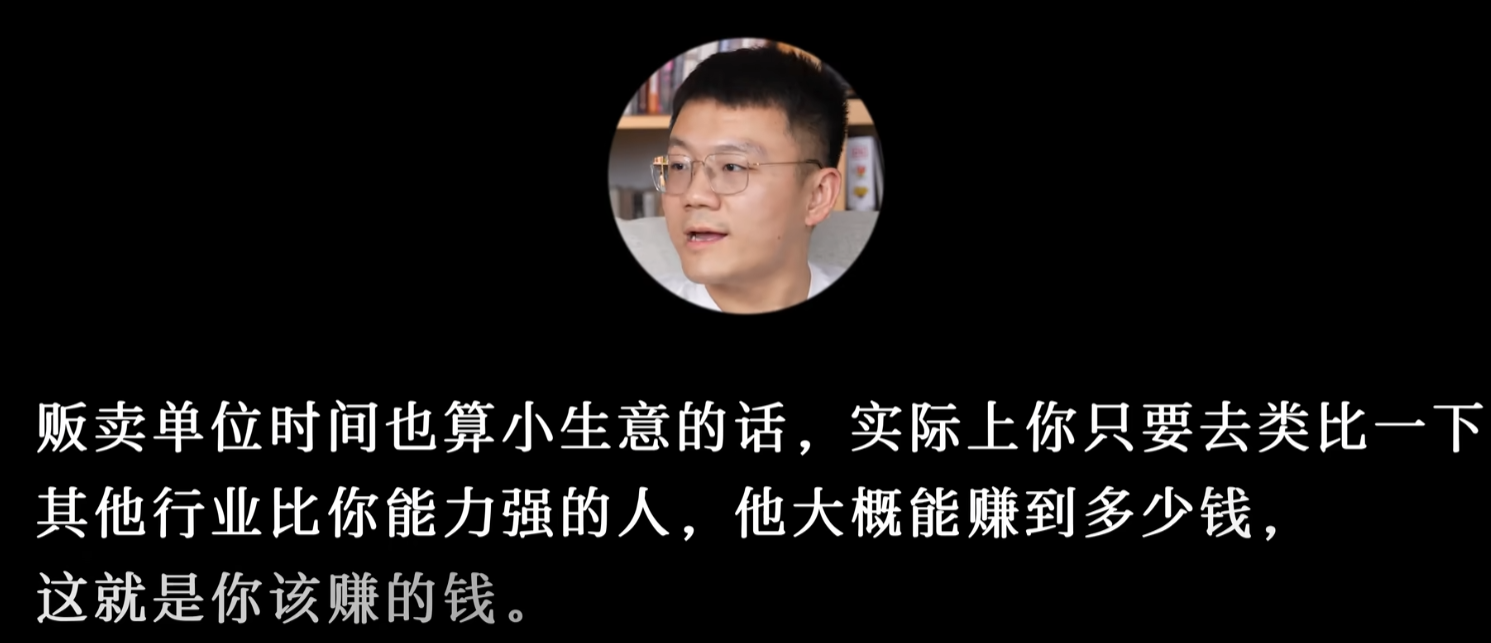 贩卖单位时间也算小生意的话，实际上你只要去类比一下
其他行业比你能力强的人，他大概能赚到多少钱，
这就是你该赚的钱。